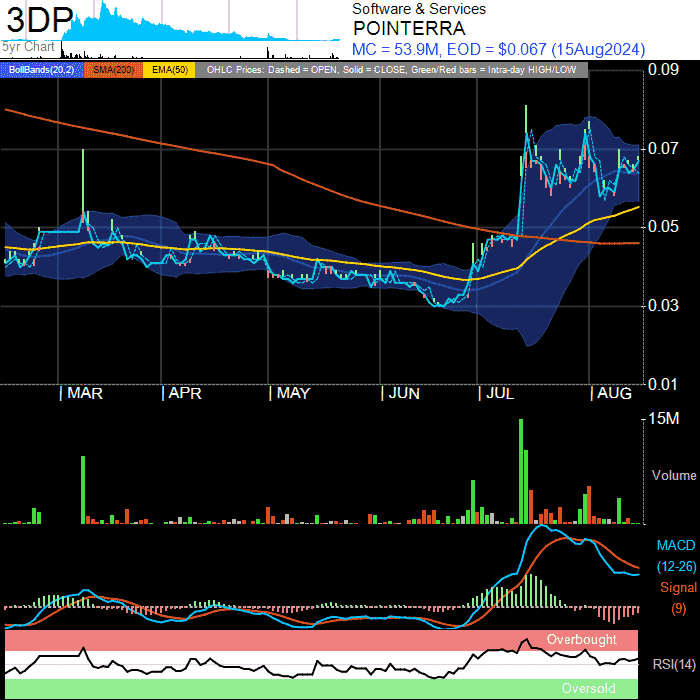 3DP
5yr Chart
Software & Services
POINTERRA
MC = 53.9M, EOD = $0.067 (15Aug2024)
BollBands(20,2) SMA(200) EMA(50) OHLC Prices: Dashed = OPEN, Solid = CLOSE, Green/Red bars = Intra-day HIGH/LOW
0.09
0.07
0.05
0.03
0.01
MAR APR MAY JUN JUL AUG
15M
Volume
MACD
(12-26)
Signal
(9)
Overbought
RSI(14)
Oversold